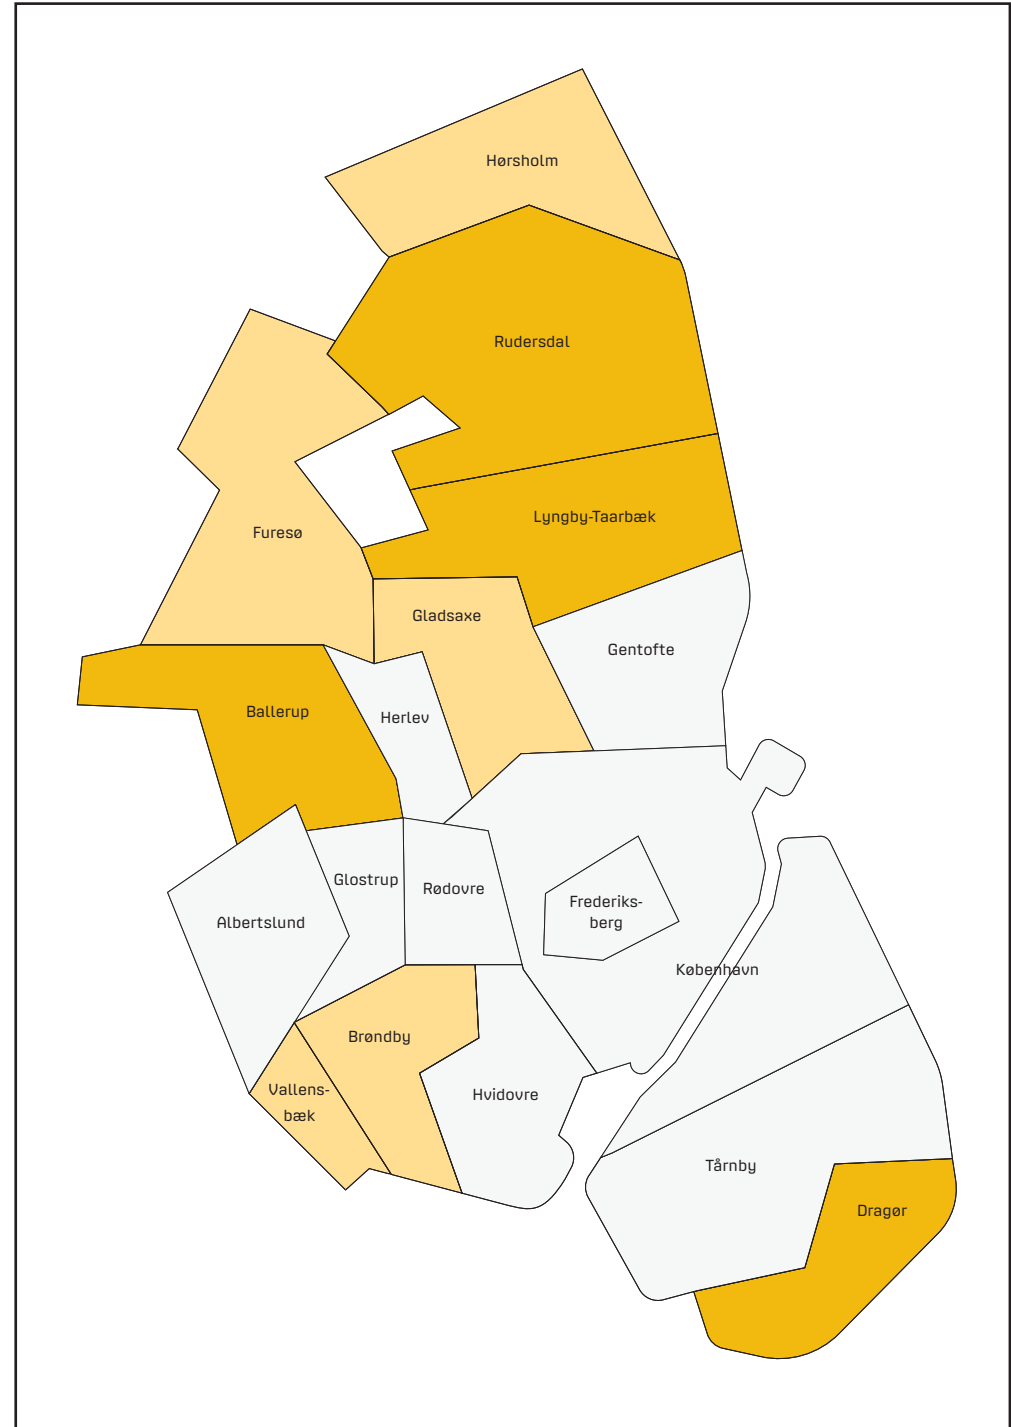 Hørsholm
Rudersdal
Lyngby-Taarbæk
Furesø
Gladsaxe
Gentofte
Ballerup
Herlev
Glostrup
Rødovre
Frederiks-
berg
Albertslund
København
Brøndby
Vallens-
bæk
Hvidovre
Tårnby
Dragør